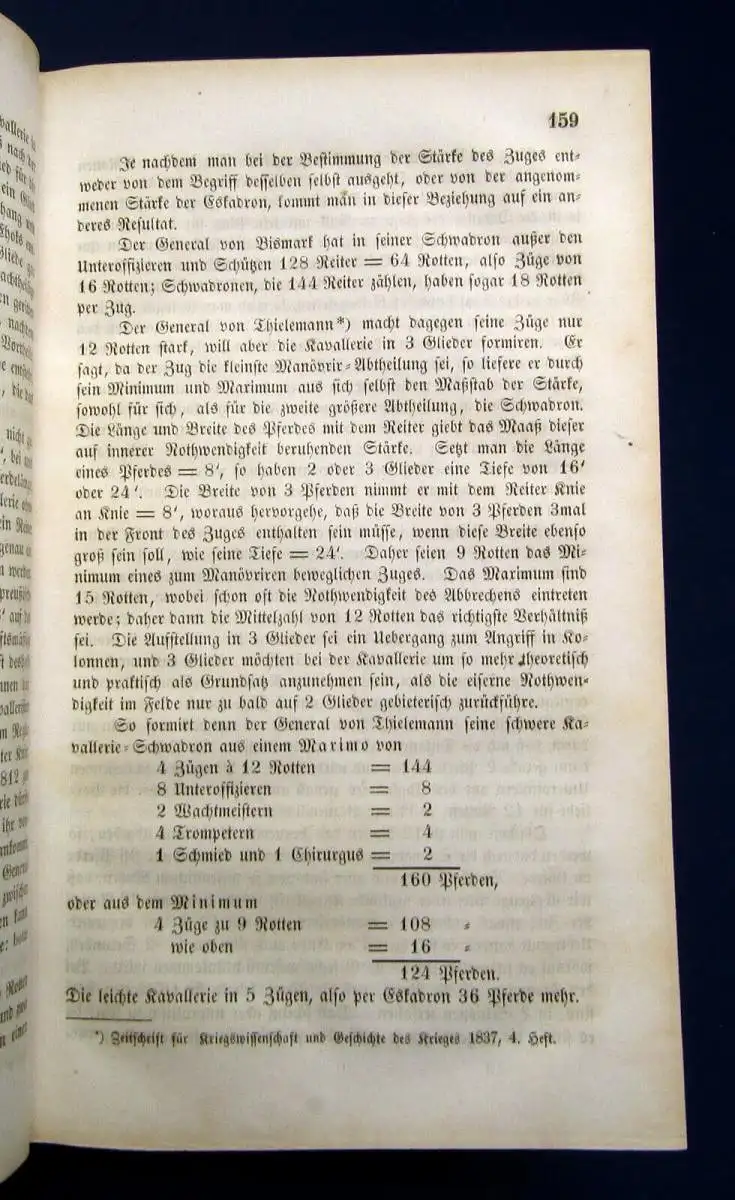 159
Je nachdem man bei der Bestimmung der Stärke des Zuges ent-
weder von dem Begriff desselben selbst ausgeht, oder von der angenom-
menen Stärke der Eskadron, kommt man in dieser Beziehung auf ein an-
deres Resultat.
Der General von Bismark hat in seiner Schwadron außer den
Unteroffizieren und Schützen 128 Reiter = 64 Rotten, also Züge von
16 Rotten; Schwadronen, die 144 Reiter zählen, haben sogar 18 Rotten
per Zug.
Der General von Thielemann*) macht dagegen seine Züge nur
12 Rotten stark, will aber die Kavallerie in 3 Glieder formiren. Er
sagt, da der Zug die kleinste Manövrir-Abtheilung sei, so liefere er durch
sein Minimum und Maximum aus sich selbst den Maßstab der Stärke,
sowohl für sich, als für die zweite größere Abtheilung, die Schwadron.
Die Länge und Breite des Pferdes mit dem Reiter giebt das Maaß dieser
auf innerer Nothwendigkeit beruhenden Stärke. Setzt man die Länge
eines Pferdes = 8', so haben 2 oder 3 Glieder eine Tiefe von 16'
oder 24'. Die Breite von 3 Pferden nimmt er mit dem Reiter Knie
an Knie = 8', woraus hervorgehe, daß die Breite von 3 Pferden 3mal
in der Front des Zuges enthalten sein müsse, wenn diese Breite ebenso
groß sein soll, wie seine Tiefe = 24'. Daher seien 9 Rotten das Mi-
nimum eines zum Manövriren beweglichen Zuges. Das Maximum sind
15 Rotten, wobei schon oft die Nothwendigkeit des Abbrechens eintreten
werde; daher dann die Mittelzahl von 12 Rotten das richtigste Verhältniß
sei. Die Aufstellung in 3 Glieder sei ein Uebergang zum Angriff in Ko-
lonnen, und 3 Glieder möchten bei der Kavallerie um so mehr theoretisch
und praktisch als Grundsatz anzunehmen sein, als die eiserne Nothwen-
digkeit im Felde nur zu bald auf 2 Glieder gebieterisch zurückführe.
So formirt denn der General von Thielemann seine schwere Ka-
vallerie-Schwadron aus einem Maximo von
4 Zügen à 12 Rotten = 144
8 Unteroffizieren = 8
2 Wachtmeistern = 2
4 Trompetern = 4
1 Schmied und 1 Chirurgus = 2
160 Pferden,
oder aus dem Minimum
4 Züge zu 9 Rotten = 108 "
wie oben = 16 "
124 Pferden.
Die leichte Kavallerie in 5 Zügen, also per Eskadron 36 Pferde mehr.
*) Zeitschrift für Kriegswissenschaft und Geschichte des Krieges 1837, 4. Heft.